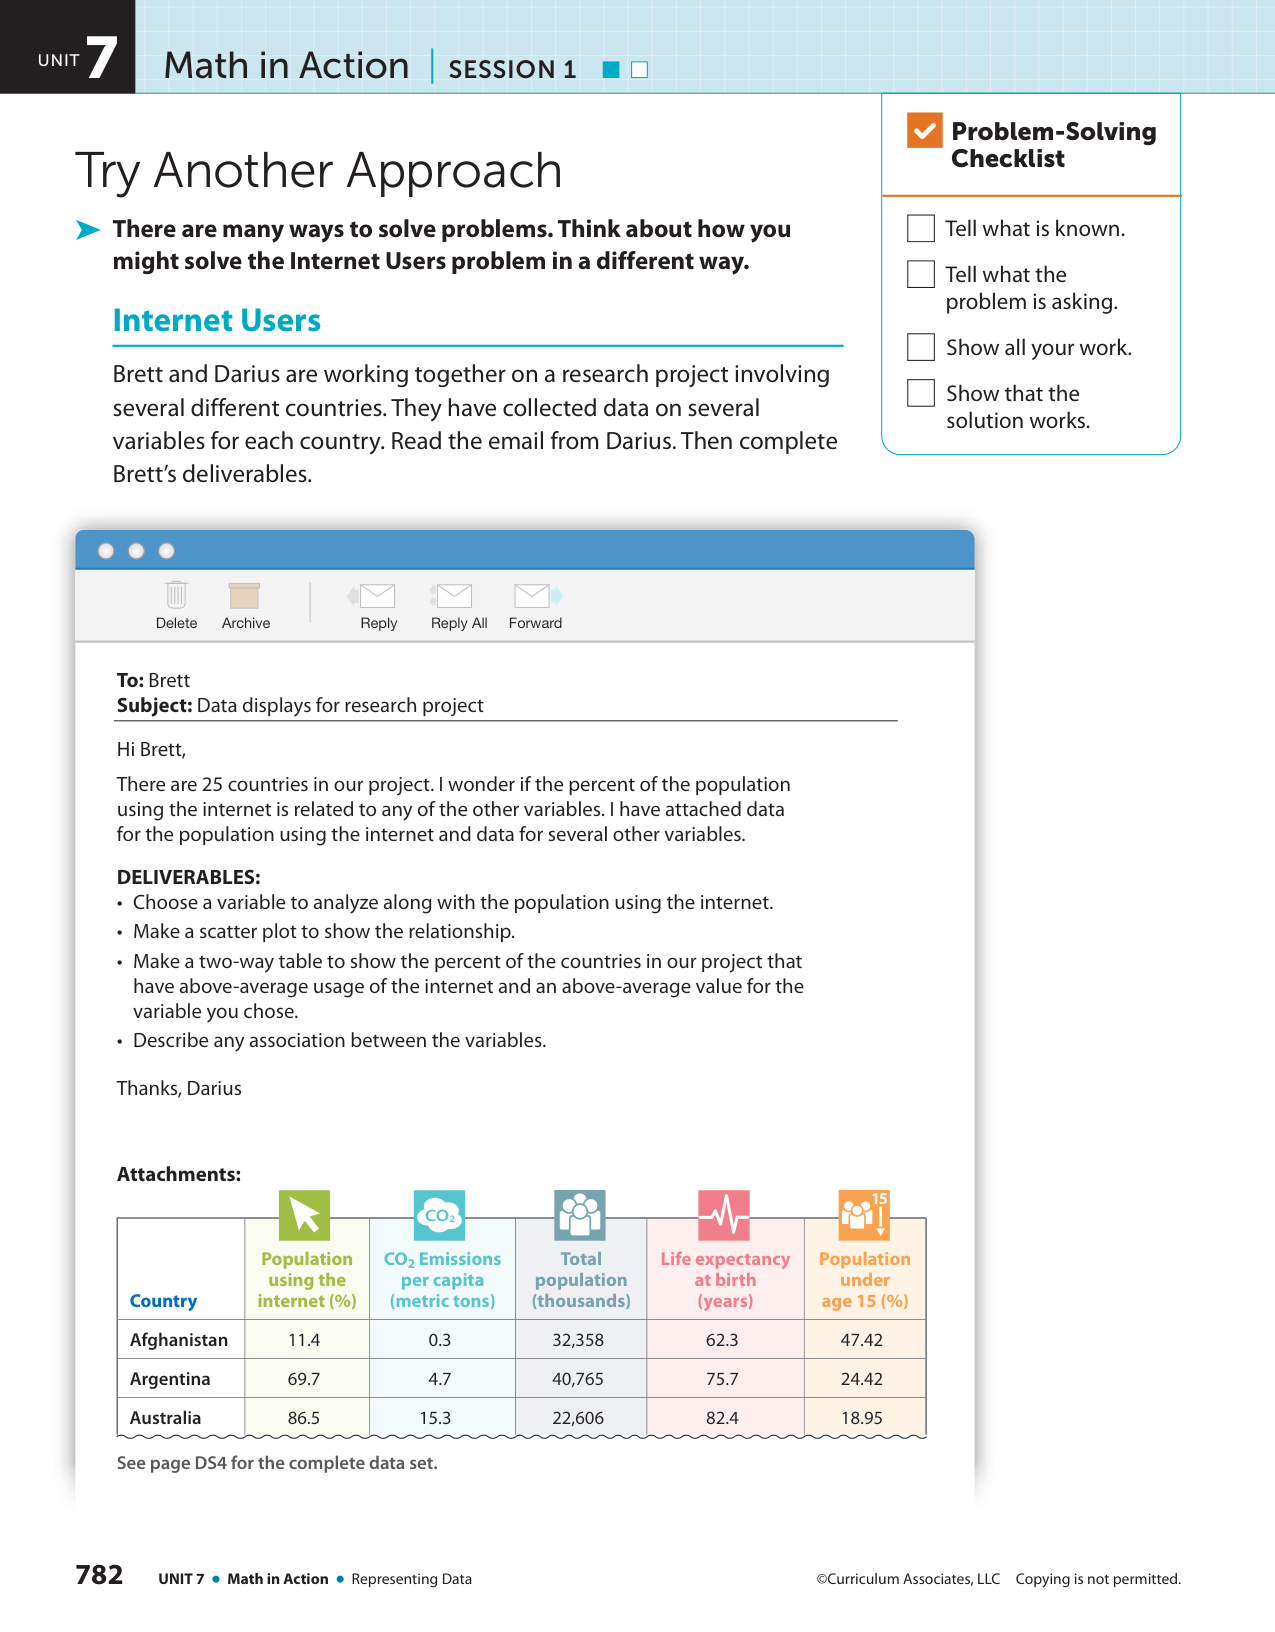 UNIT 7 Math in Action | SESSION 1
Problem-Solving
Checklist
Tell what is known.
Tell what the
problem is asking.
Show all your work.
Show that the
solution works.
Try Another Approach
There are many ways to solve problems. Think about how you
might solve the Internet Users problem in a different way.
Internet Users
Brett and Darius are working together on a research project involving
several different countries. They have collected data on several
variables for each country. Read the email from Darius. Then complete
Brett’s deliverables.
Delete Archive Reply Reply All Forward
To: Brett
Subject: Data displays for research project
Hi Brett,
There are 25 countries in our project. I wonder if the percent of the population
using the internet is related to any of the other variables. I have attached data
for the population using the internet and data for several other variables.
DELIVERABLES:
• Choose a variable to analyze along with the population using the internet.
• Make a scatter plot to show the relationship.
• Make a two-way table to show the percent of the countries in our project that
have above-average usage of the internet and an above-average value for the
variable you chose.
• Describe any association between the variables.
Thanks, Darius
Attachments:
CO₂ 15
Population CO₂ Emissions Total Life expectancy Population
using the per capita population at birth under
Country internet (%) (metric tons) (thousands) (years) age 15 (%)
Afghanistan 11.4 0.3 32,358 62.3 47.42
Argentina 69.7 4.7 40,765 75.7 24.42
Australia 86.5 15.3 22,606 82.4 18.95
See page DS4 for the complete data set.
782 UNIT 7 • Math in Action • Representing Data ©Curriculum Associates, LLC Copying is not permitted.